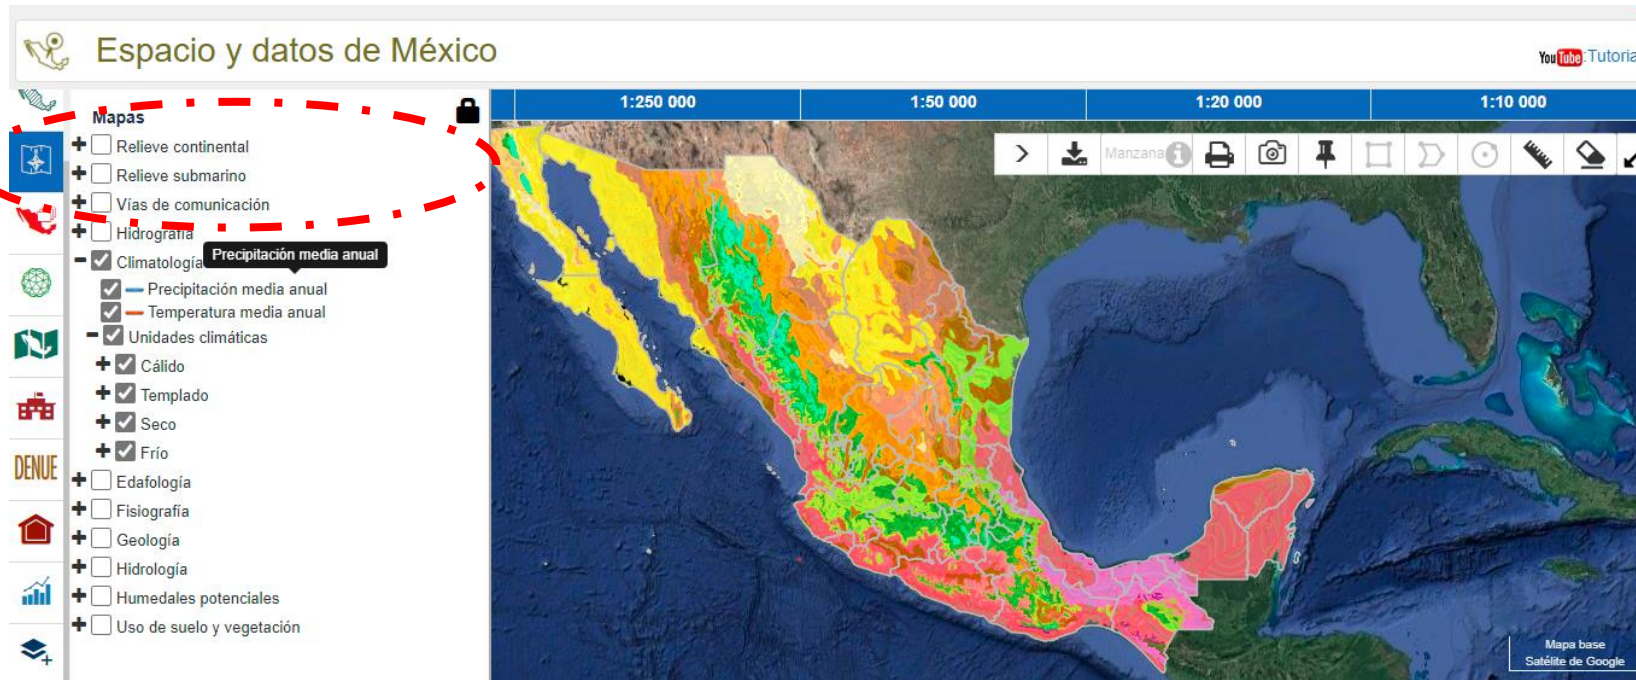 Espacio y datos de México
YouTube:Tutoria
Mapas
1:250 000
1:50 000
1:20 000
1:10 000
Relieve continental
Manzana
Relieve submarino
Vías de comunicación
Hidrografía
Precipitación media anual
Climatología
Precipitación media anual
Temperatura media anual
Unidades climáticas
Cálido
Templado
Seco
Frío
DENUE
Edafología
Fisiografía
Geología
Hidrología
Humedales potenciales
Uso de suelo y vegetación
Mapa base
Satélite de Google